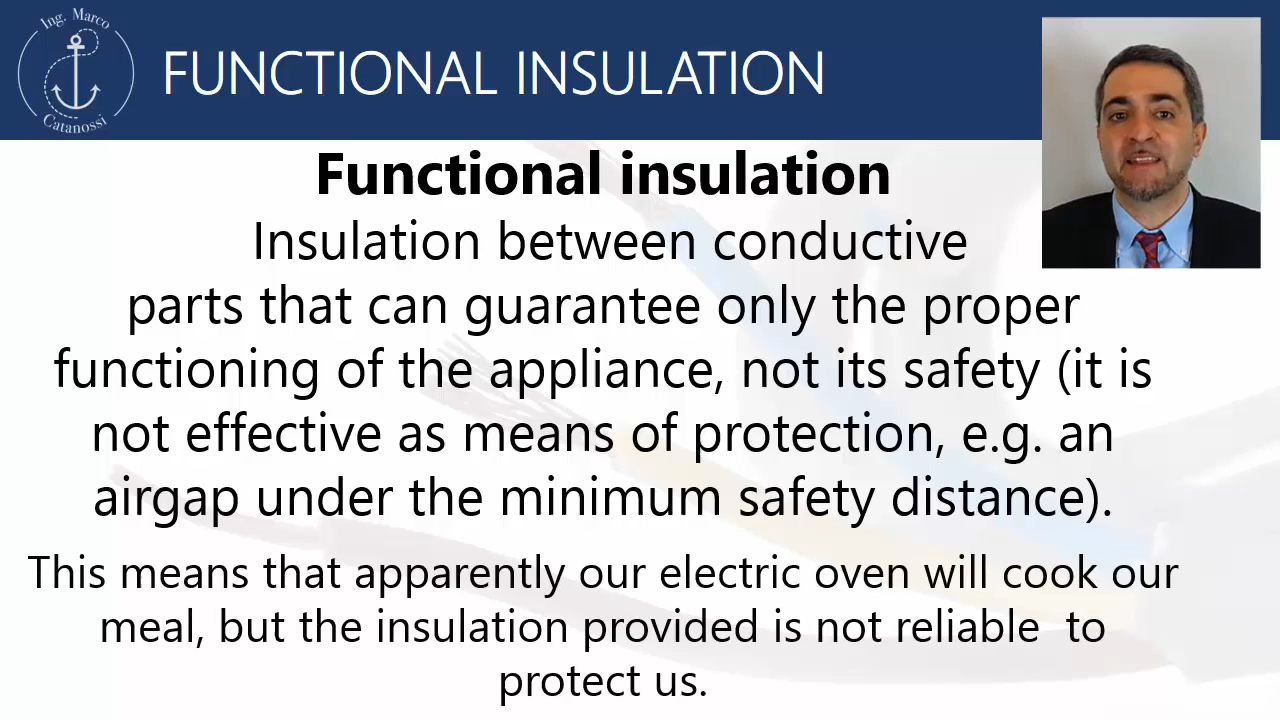 Ing. Marco
Catanossi
FUNCTIONAL INSULATION
Functional insulation
Insulation between conductive
parts that can guarantee only the proper
functioning of the appliance, not its safety (it is
not effective as means of protection, e.g. an
airgap under the minimum safety distance).
This means that apparently our electric oven will cook our
meal, but the insulation provided is not reliable to
protect us.